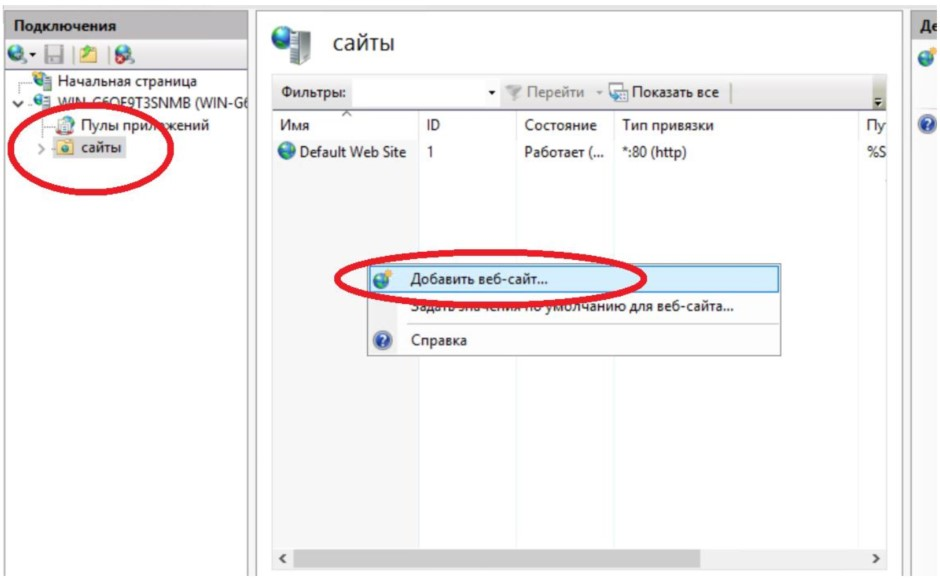 Подключения
Начальная страница
WIN-G6OF9T3SNMB (WIN-G6
Пулы приложений
сайты
сайты
Фильтры: Перейти Показать все
Имя ID Состояние Тип привязки Пу
Default Web Site 1 Работает (... *:80 (http) %S
Добавить веб-сайт...
Задать значения по умолчанию для веб-сайта...
Справка
Де